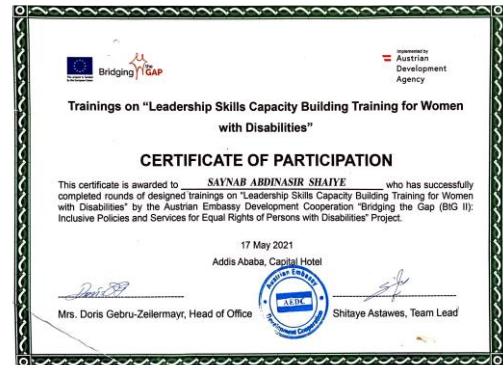 Bridging the GAP
Implemented by
Austrian
Development
Agency
Trainings on "Leadership Skills Capacity Building Training for Women
with Disabilities"
CERTIFICATE OF PARTICIPATION
This certificate is awarded to SAYNAB ABDINASIR SHAIYE who has successfully
completed rounds of designed trainings on "Leadership Skills Capacity Building Training for Women
with Disabilities" by the Austrian Embassy Development Cooperation "Bridging the Gap (BtG II):
Inclusive Policies and Services for Equal Rights of Persons with Disabilities" Project.
17 May 2021
Addis Ababa, Capital Hotel
Austrian Embassy
AEDC
Development Cooperation
Mrs. Doris Gebru-Zeilermayr, Head of Office
Shitaye Astawes, Team Lead